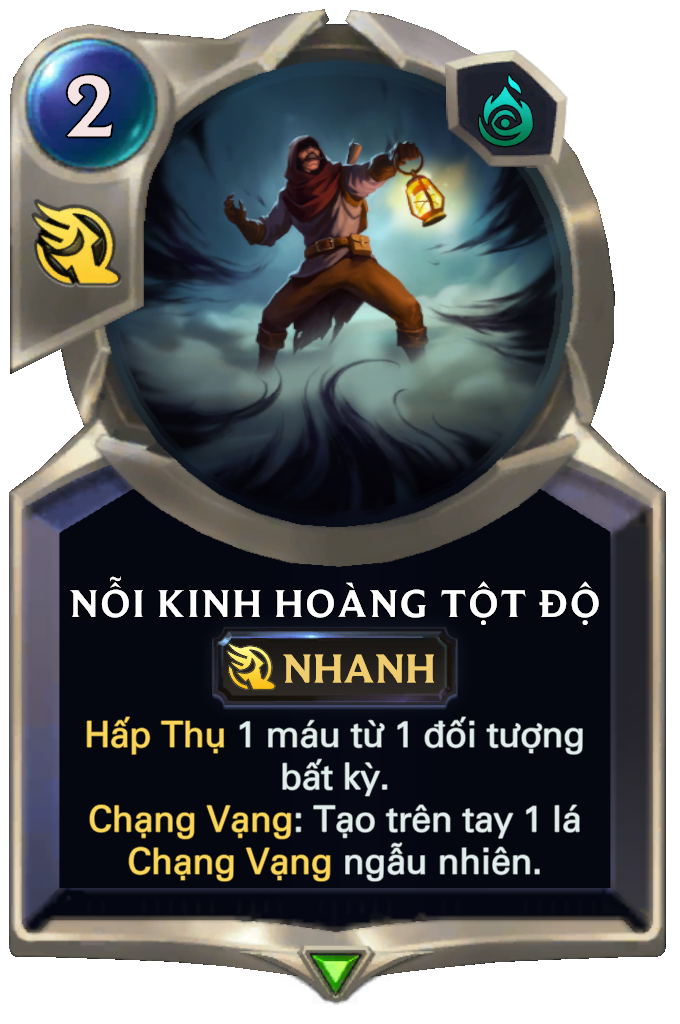 2
NỖI KINH HOÀNG TỘT ĐỘ
NHANH
Hấp Thụ 1 máu từ 1 đối tượng
bất kỳ.
Chạng Vạng: Tạo trên tay 1 lá
Chạng Vạng ngẫu nhiên.